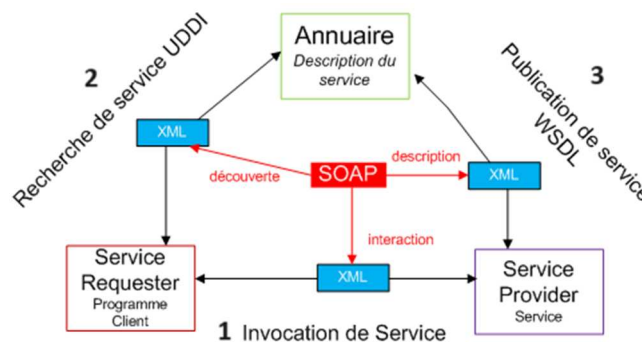 Annuaire
Description du
service
2
Recherche de service UDDI
3
Publication de service
WSDL
XML
SOAP
découverte
description
XML
interaction
XML
Service
Requester
Programme
Client
Service
Provider
Service
1 Invocation de Service